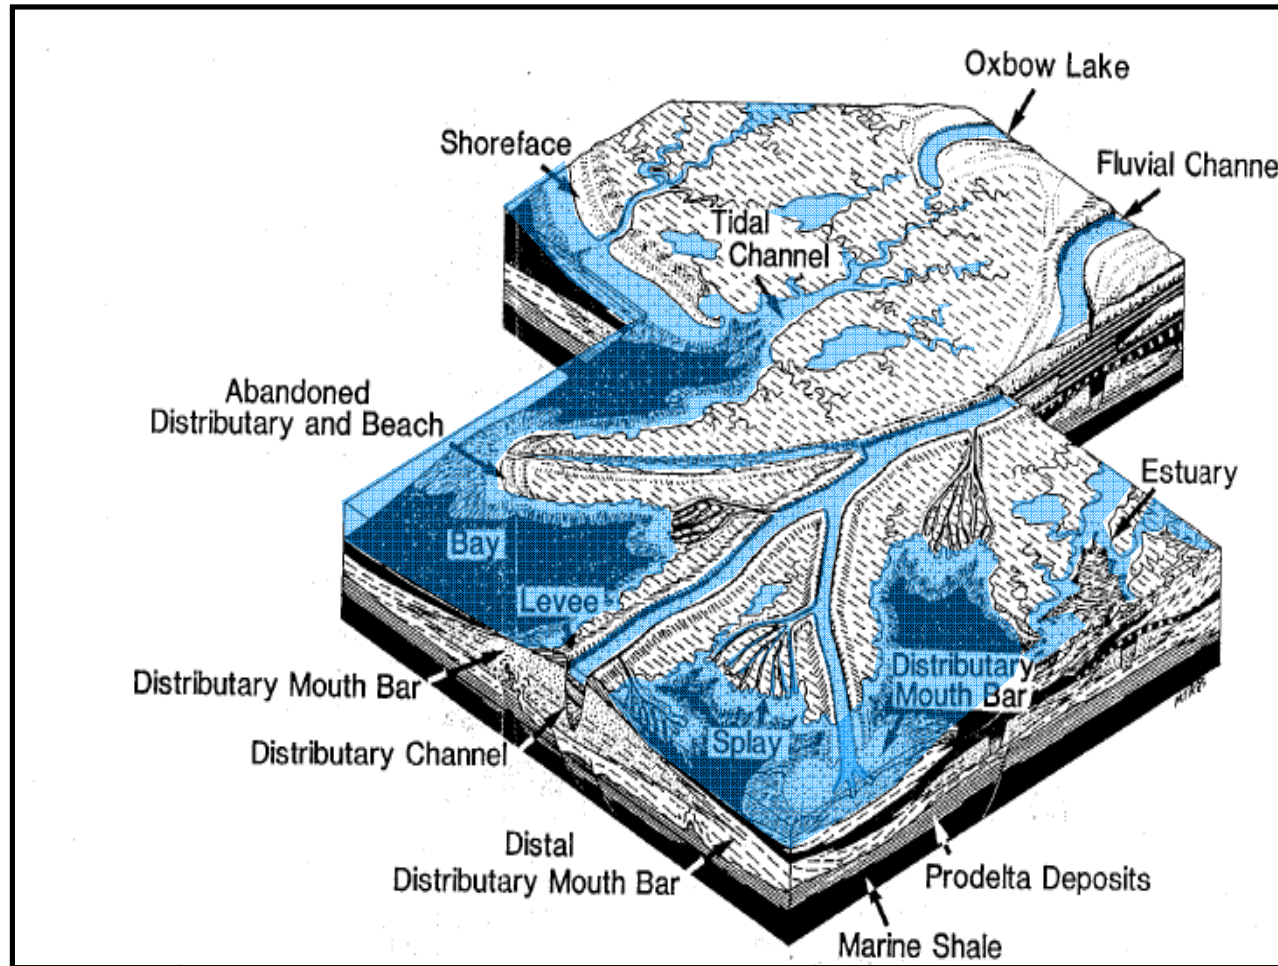 Oxbow Lake
Shoreface
Fluvial Channe
Tidal
Channel
Abandoned
Distributary and Beach
Estuary
Bay
Levee
Distributary
Mouth Bar
Distributary Mouth Bar
Splay
Distributary Channel
Distal
Distributary Mouth Bar
Prodelta Deposits
Marine Shale